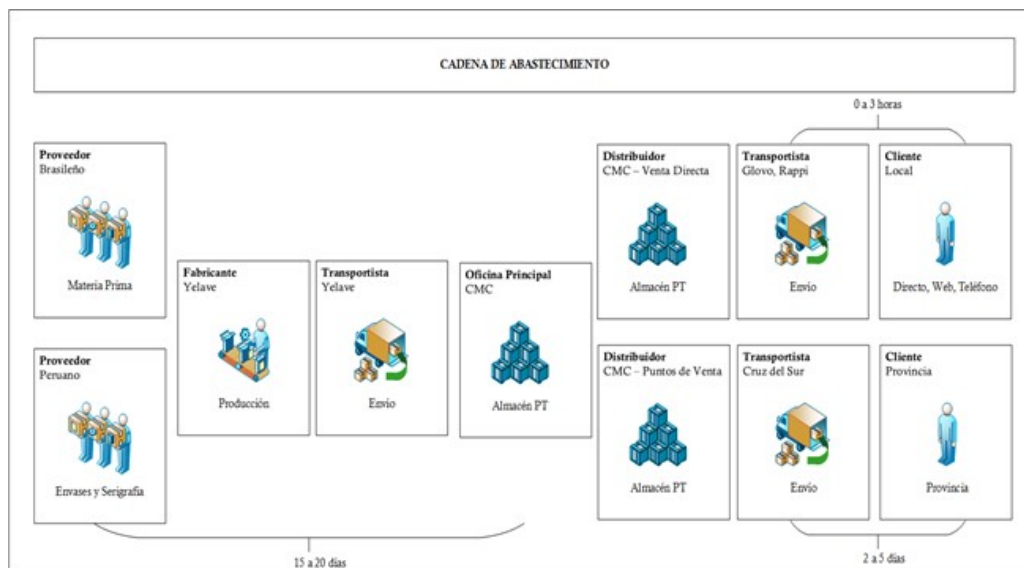 CADENA DE ABASTECIMIENTO
0 a 3 horas
Proveedor
Brasileño
Materia Prima
Proveedor
Peruano
Envases y Serigrafía
Fabricante
Yelave
Producción
Transportista
Yelave
Envío
Oficina Principal
CMC
Almacén PT
Distribuidor
CMC – Venta Directa
Almacén PT
Transportista
Glovo, Rappi
Envío
Cliente
Local
Directo, Web, Teléfono
Distribuidor
CMC – Puntos de Venta
Almacén PT
Transportista
Cruz del Sur
Envío
Cliente
Provincia
Provincia
15 a 20 días
2 a 5 días